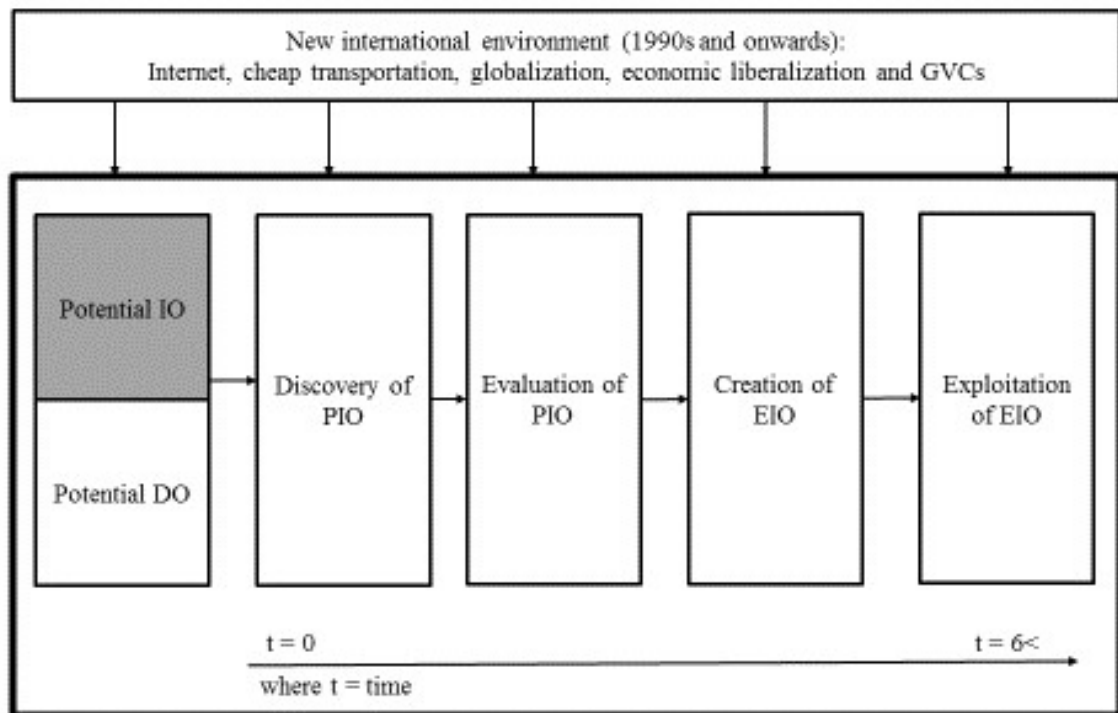 New international environment (1990s and onwards):
Internet, cheap transportation, globalization, economic liberalization and GVCs
Potential IO
Potential DO
Discovery of
PIO
Evaluation of
PIO
Creation of
EIO
Exploitation
of EIO
t = 0
t = 6<
where t = time